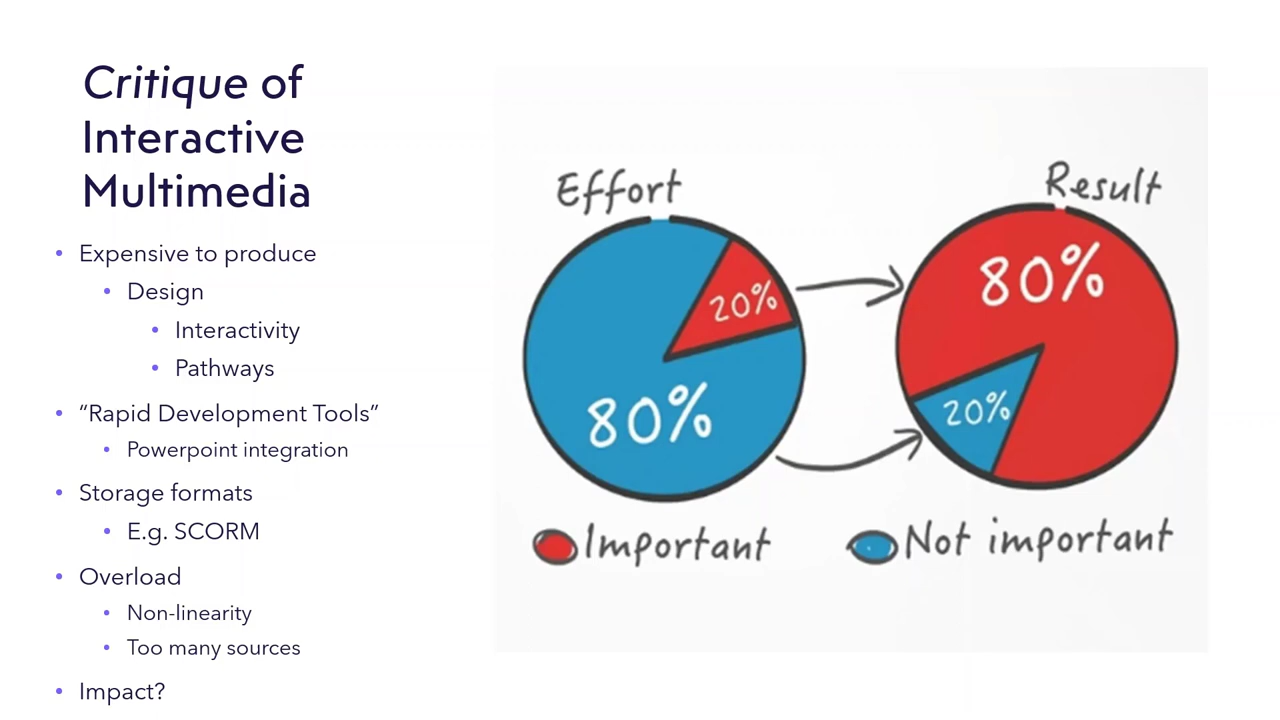 Critique of
Interactive
Multimedia
• Expensive to produce
• Design
• Interactivity
• Pathways
• “Rapid Development Tools”
• Powerpoint integration
• Storage formats
• E.g. SCORM
• Overload
• Non-linearity
• Too many sources
• Impact?
Effort
20%
80%
Result
80%
20%
Important
Not important